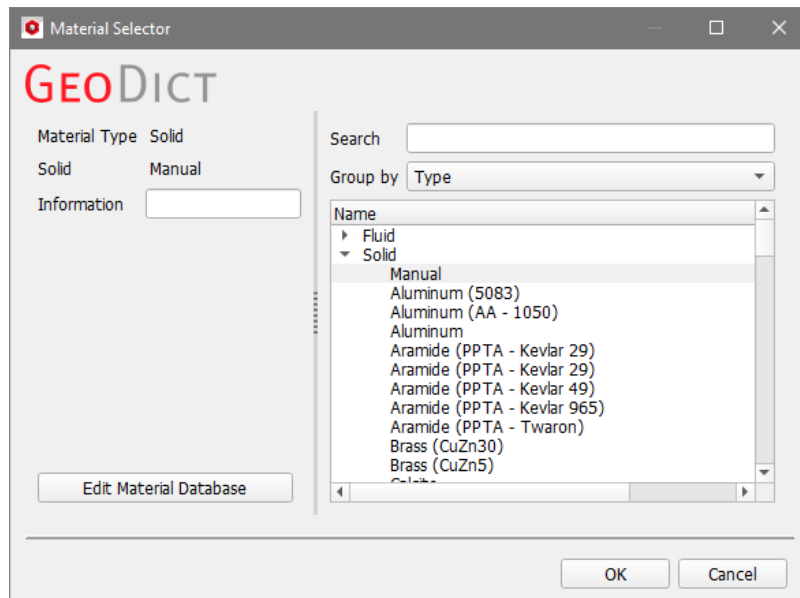 Material Selector
GEODICT
Material Type Solid
Solid Manual
Information
Edit Material Database
Search
Group by Type
Name
Fluid
Solid
Manual
Aluminum (5083)
Aluminum (AA - 1050)
Aluminum
Aramide (PPTA - Kevlar 29)
Aramide (PPTA - Kevlar 29)
Aramide (PPTA - Kevlar 49)
Aramide (PPTA - Kevlar 965)
Aramide (PPTA - Twaron)
Brass (CuZn30)
Brass (CuZn5)
OK Cancel